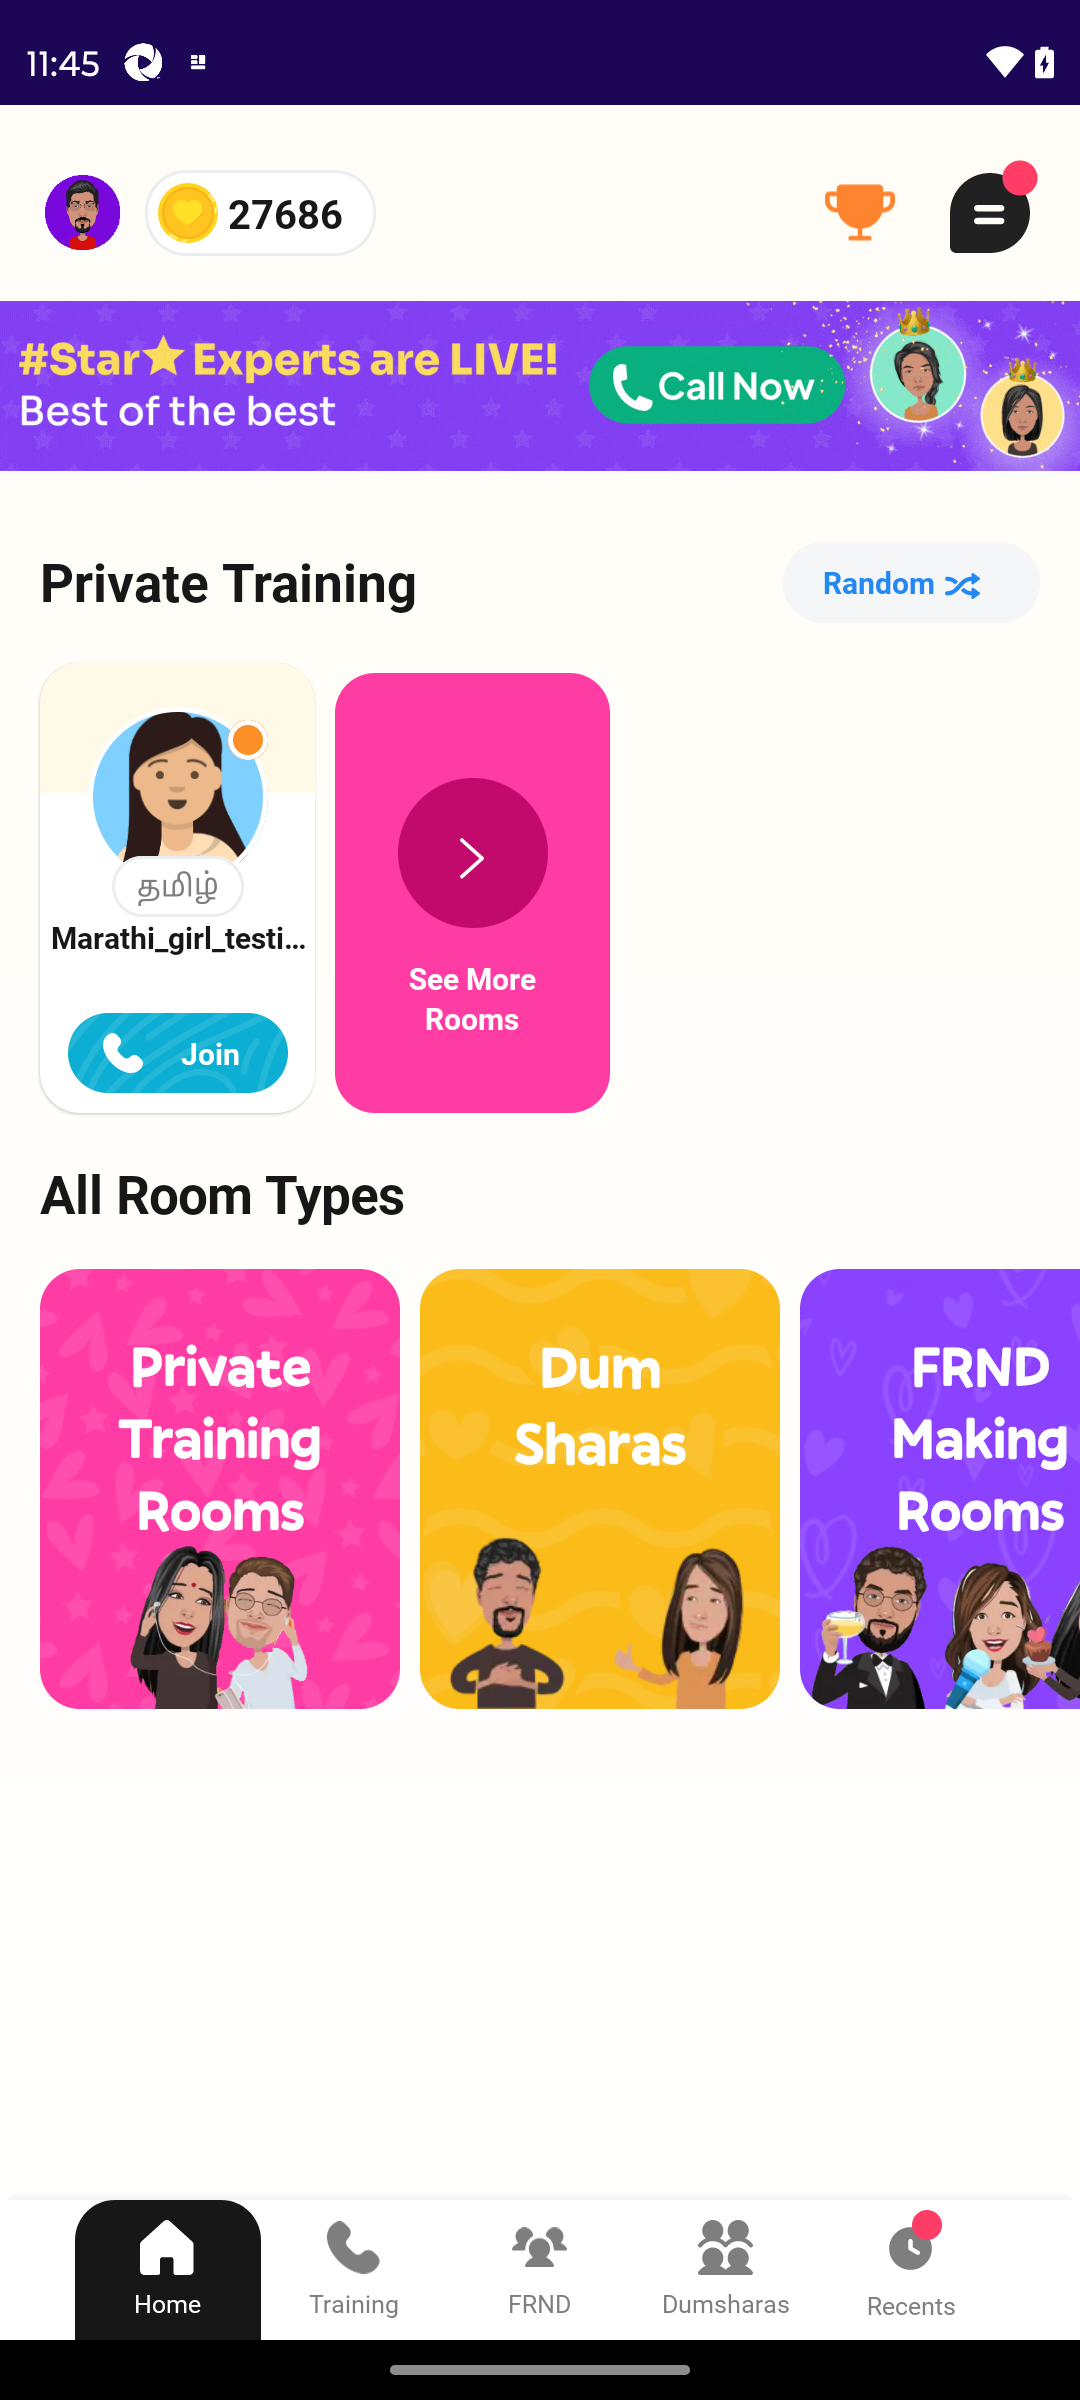 11:45
27686
#Star Experts are LIVE!
Best of the best
Call Now
Private Training
Random
தமிழ்
Marathi_girl_testi...
Join
See More
Rooms
All Room Types
Private
Training
Rooms
Dum
Sharas
FRND
Making
Rooms
Home
Training
FRND
Dumsharas
Recents